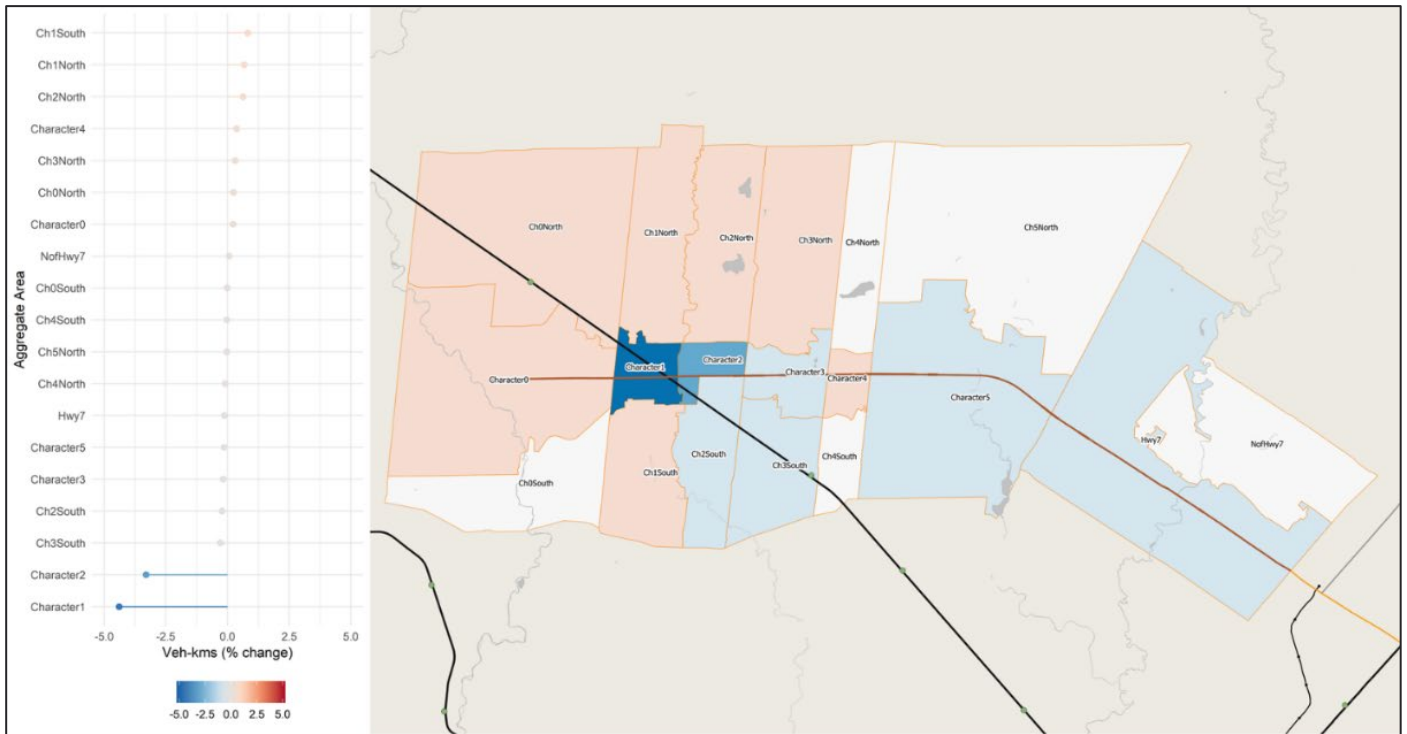 Aggregate Area
Ch1South
Ch1North
Ch2North
Character4
Ch3North
Ch0North
Character0
NofHwy7
Ch0South
Ch4South
Ch5North
Ch4North
Hwy7
Character5
Character3
Ch2South
Ch3South
Character2
Character1
-5.0 -2.5 0.0 2.5 5.0
Veh-kms (% change)
-5.0 -2.5 0.0 2.5 5.0
Ch0North
Ch1North
Ch2North
Ch3North
Ch4North
Ch5North
Character0
Character1
Character2
Character3
Character4
Character5
Hwy7
NofHwy7
Ch0South
Ch1South
Ch2South
Ch3South
Ch4South